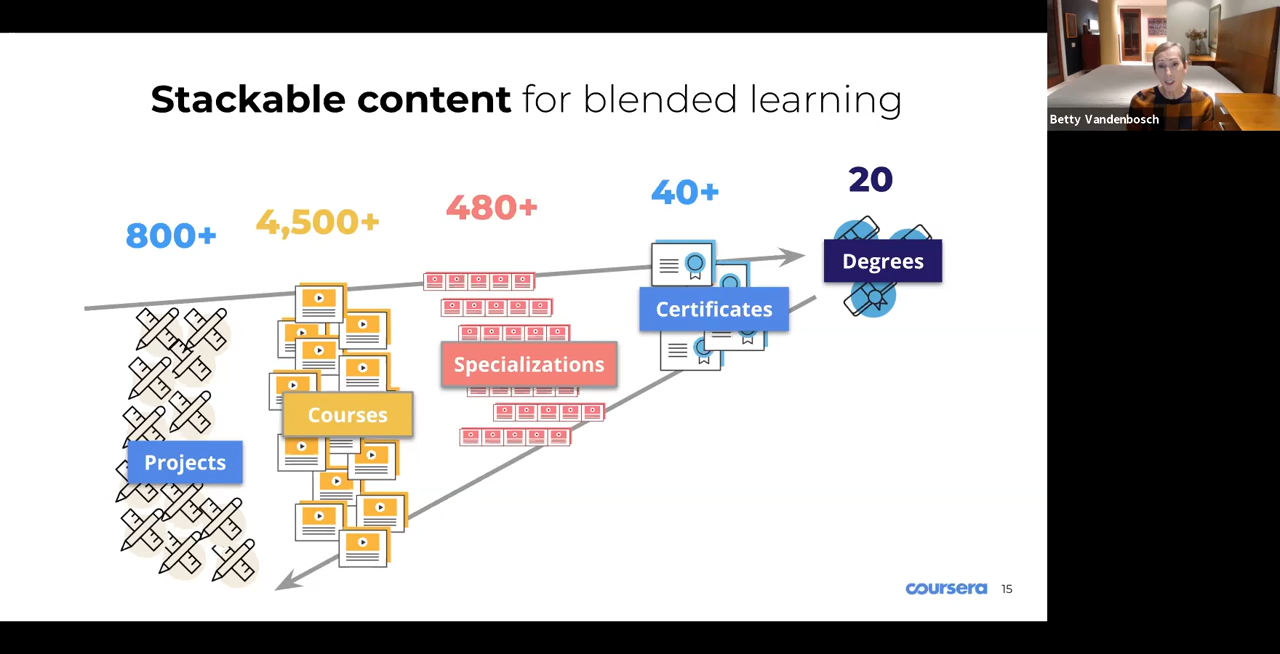 Stackable content for blended learning
800+
4,500+
480+
40+
20
Projects
Courses
Specializations
Certificates
Degrees
coursera 15
Betty Vandenbosch